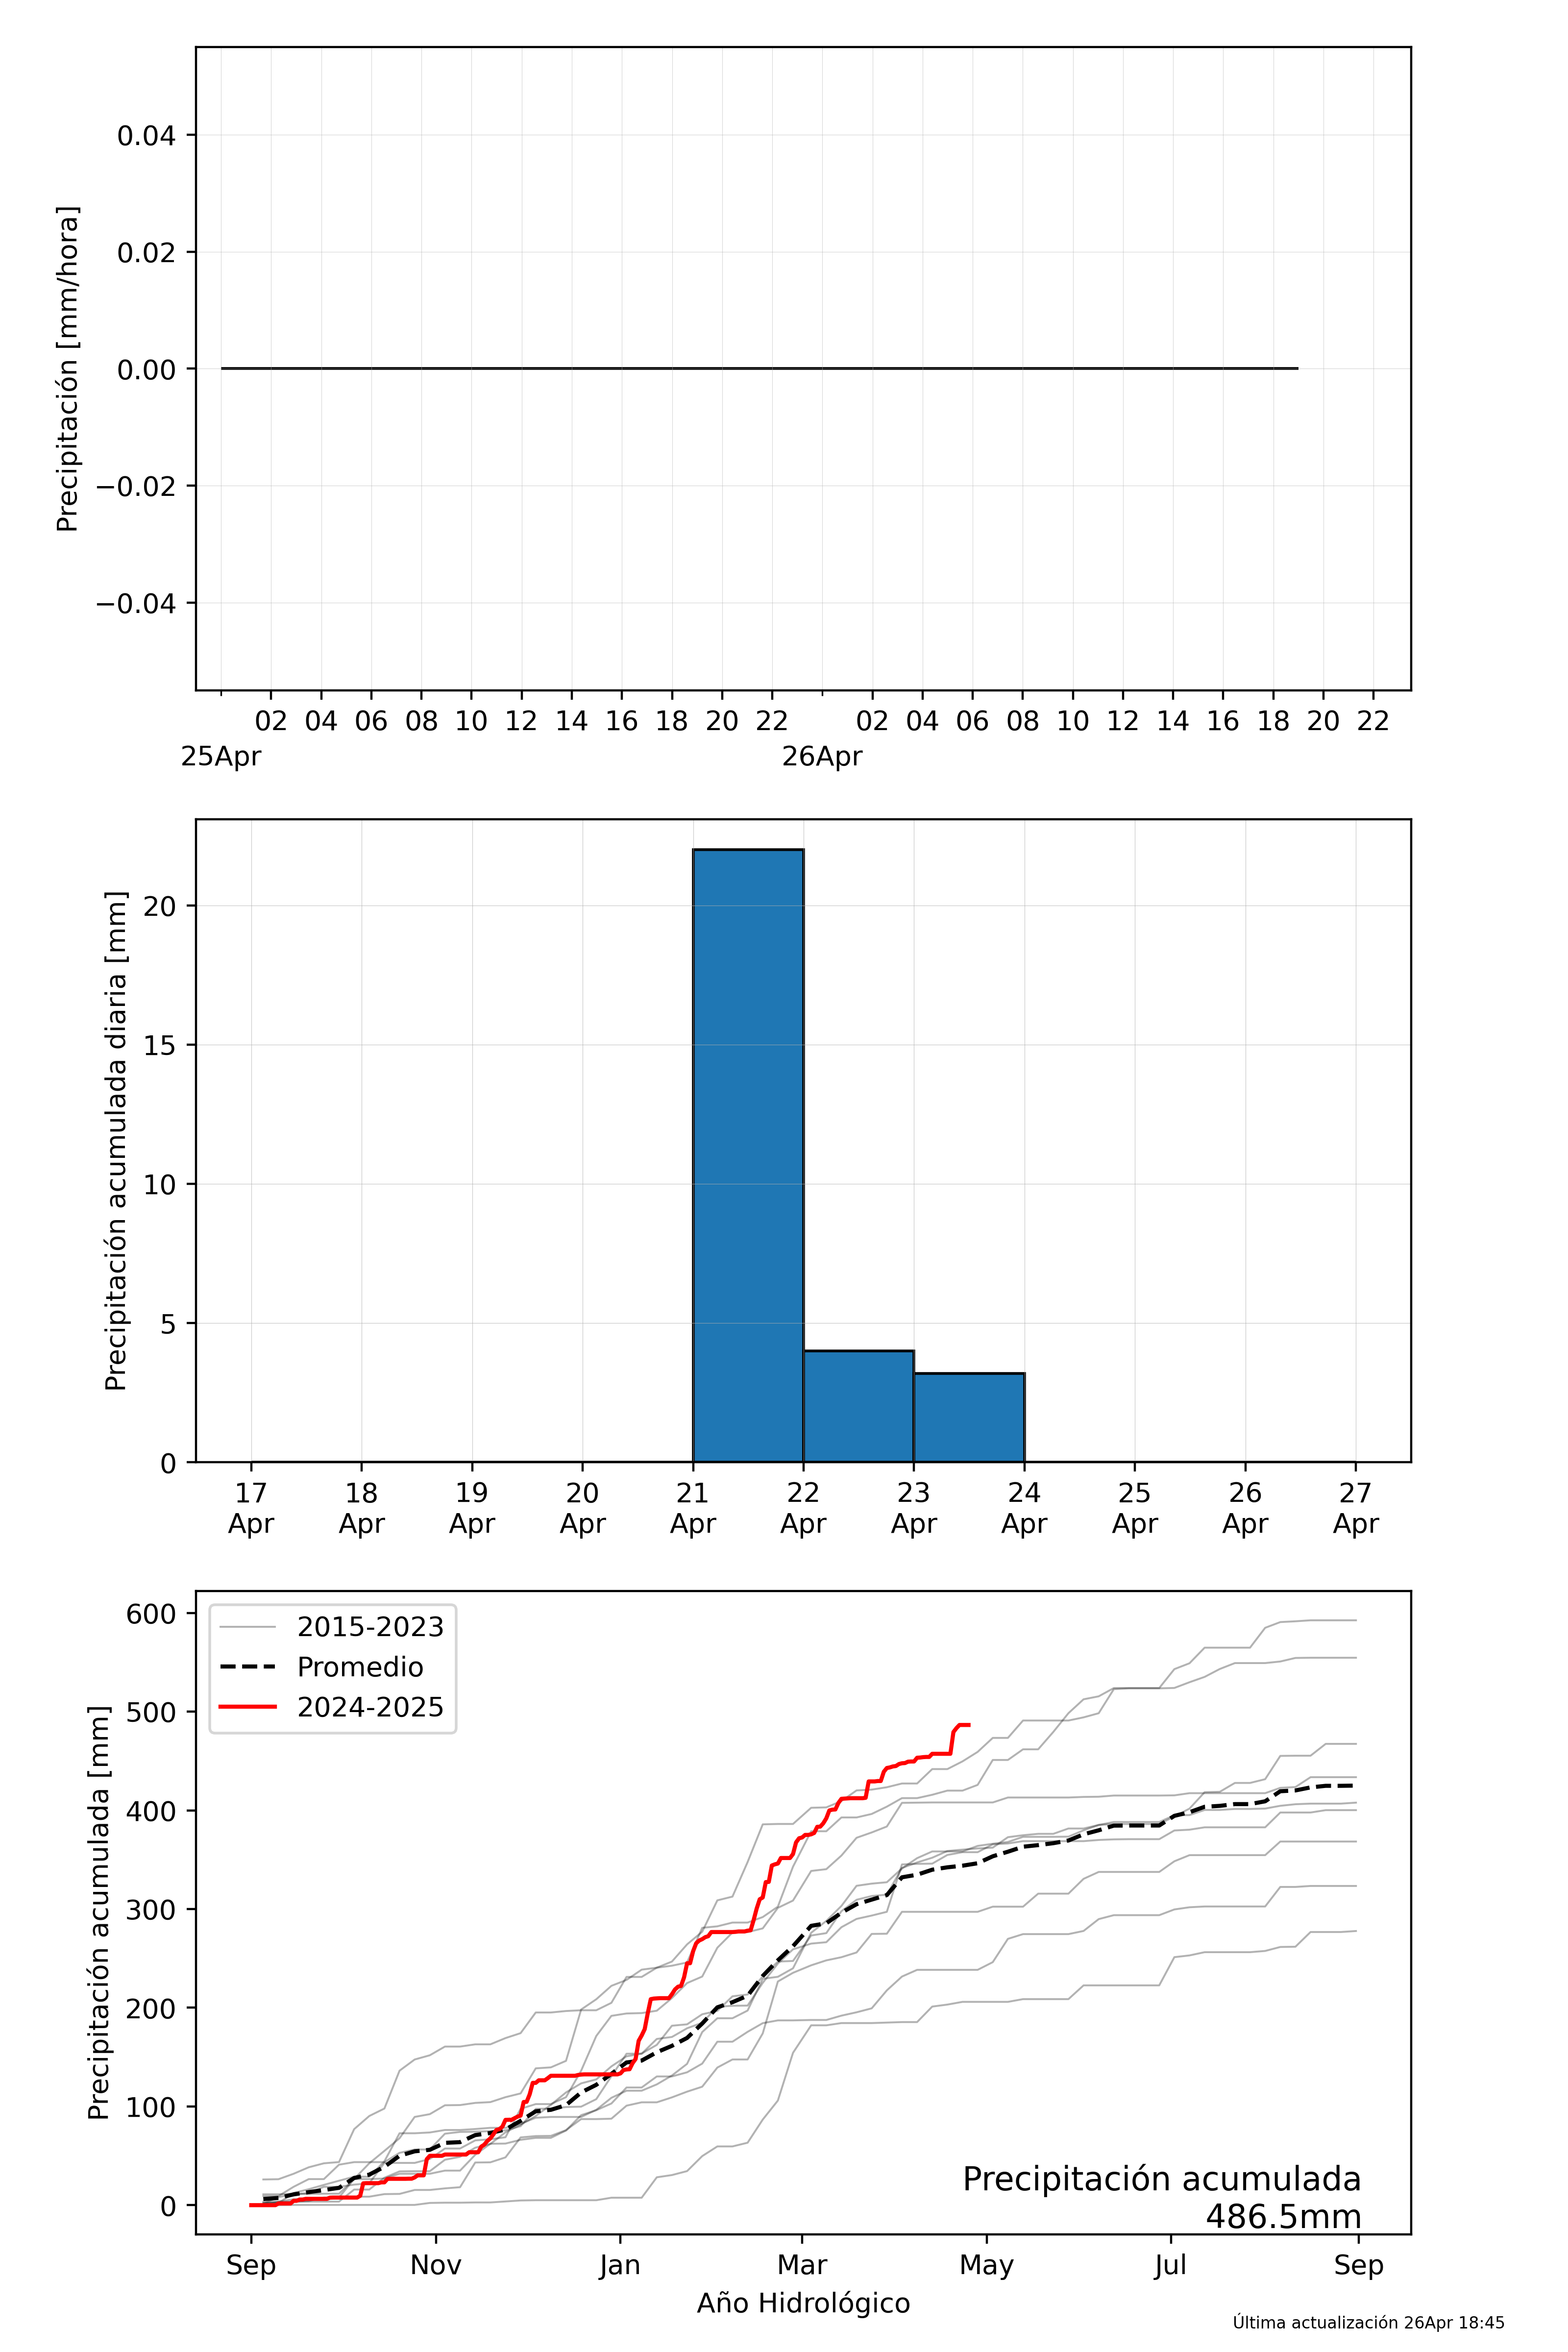 Precipitación [mm/hora]
0.04
0.02
0.00
−0.02
−0.04
02 04 06 08 10 12 14 16 18 20 22 02 04 06 08 10 12 14 16 18 20 22
25Apr 26Apr
Precipitación acumulada diaria [mm]
20
15
10
5
0
17 18 19 20 21 22 23 24 25 26 27
Apr Apr Apr Apr Apr Apr Apr Apr Apr Apr Apr
Precipitación acumulada [mm]
600
500
400
300
200
100
0
2015-2023
Promedio
2024-2025
Precipitación acumulada
486.5mm
Sep Nov Jan Mar May Jul Sep
Año Hidrológico
Última actualización 26Apr 18:45